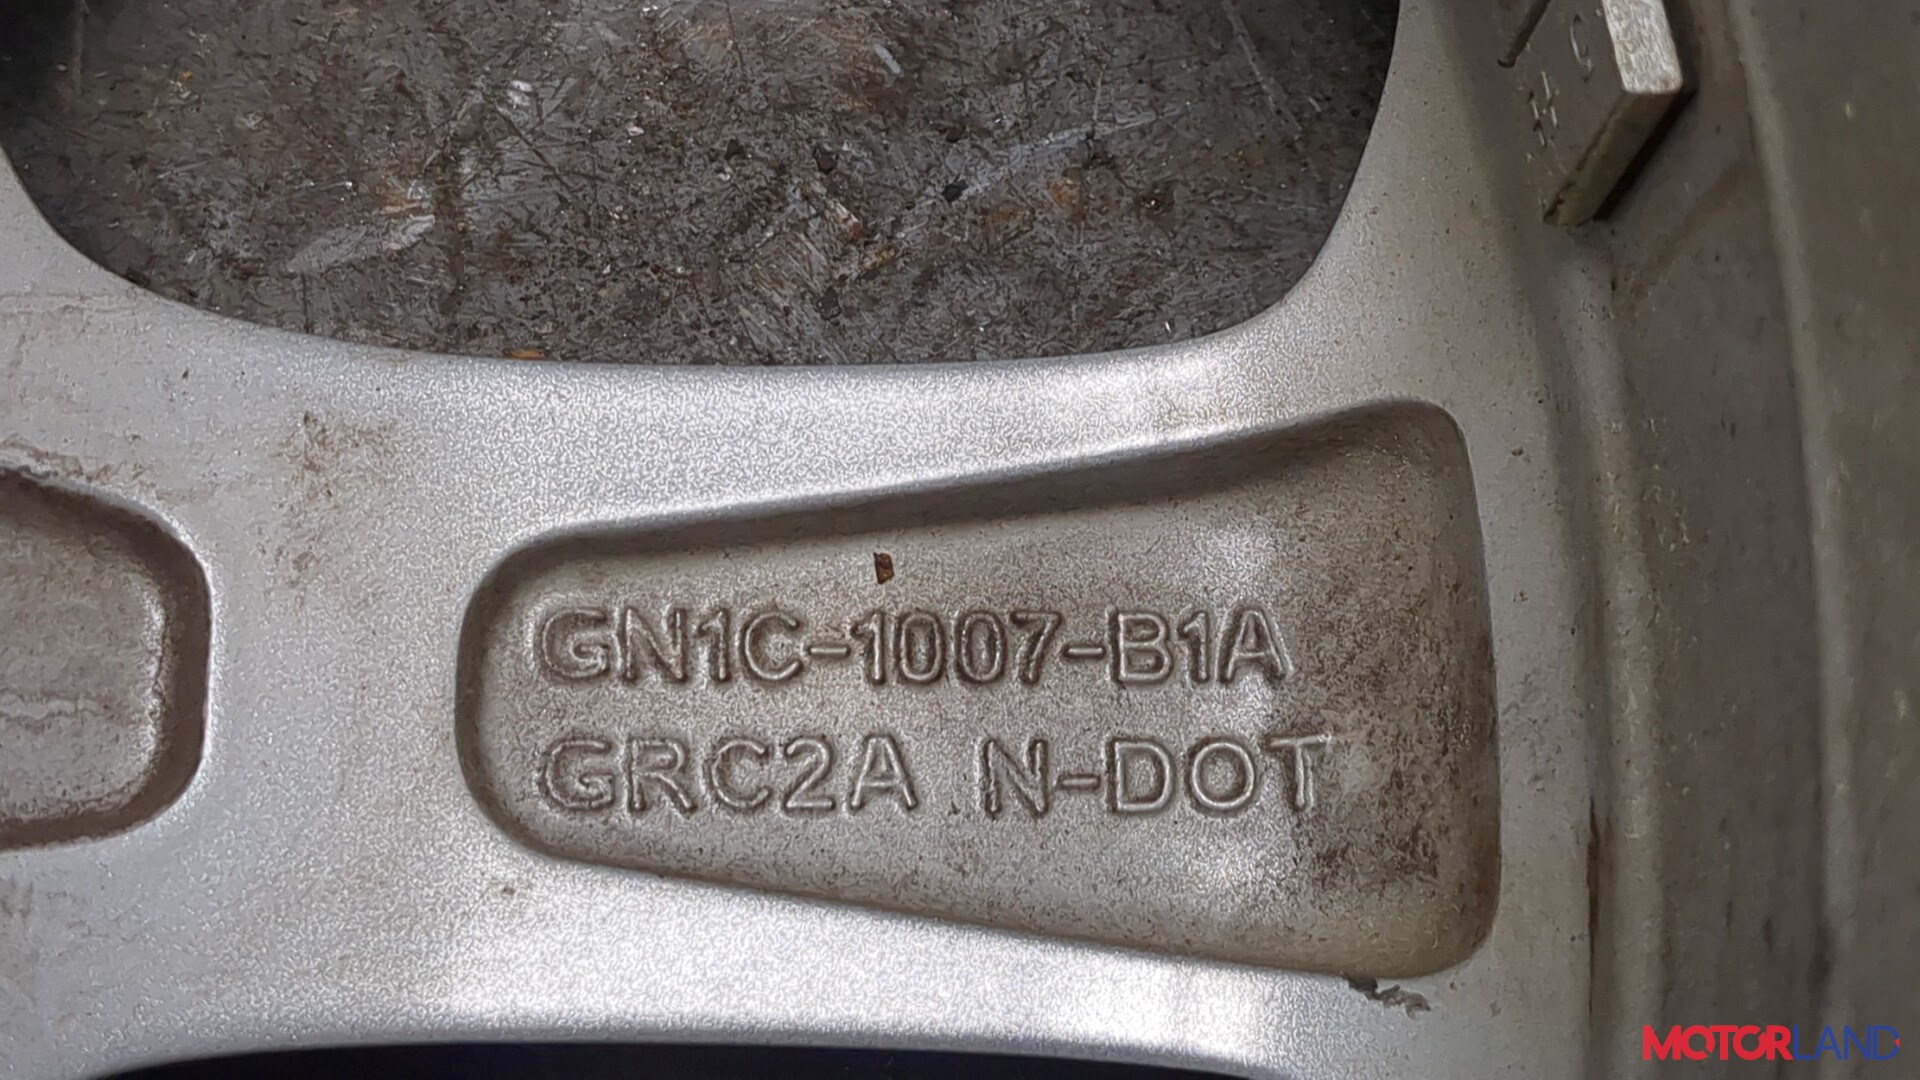 GN1C-1007-B1A
GRC2A N-DOT
MOTORLAND